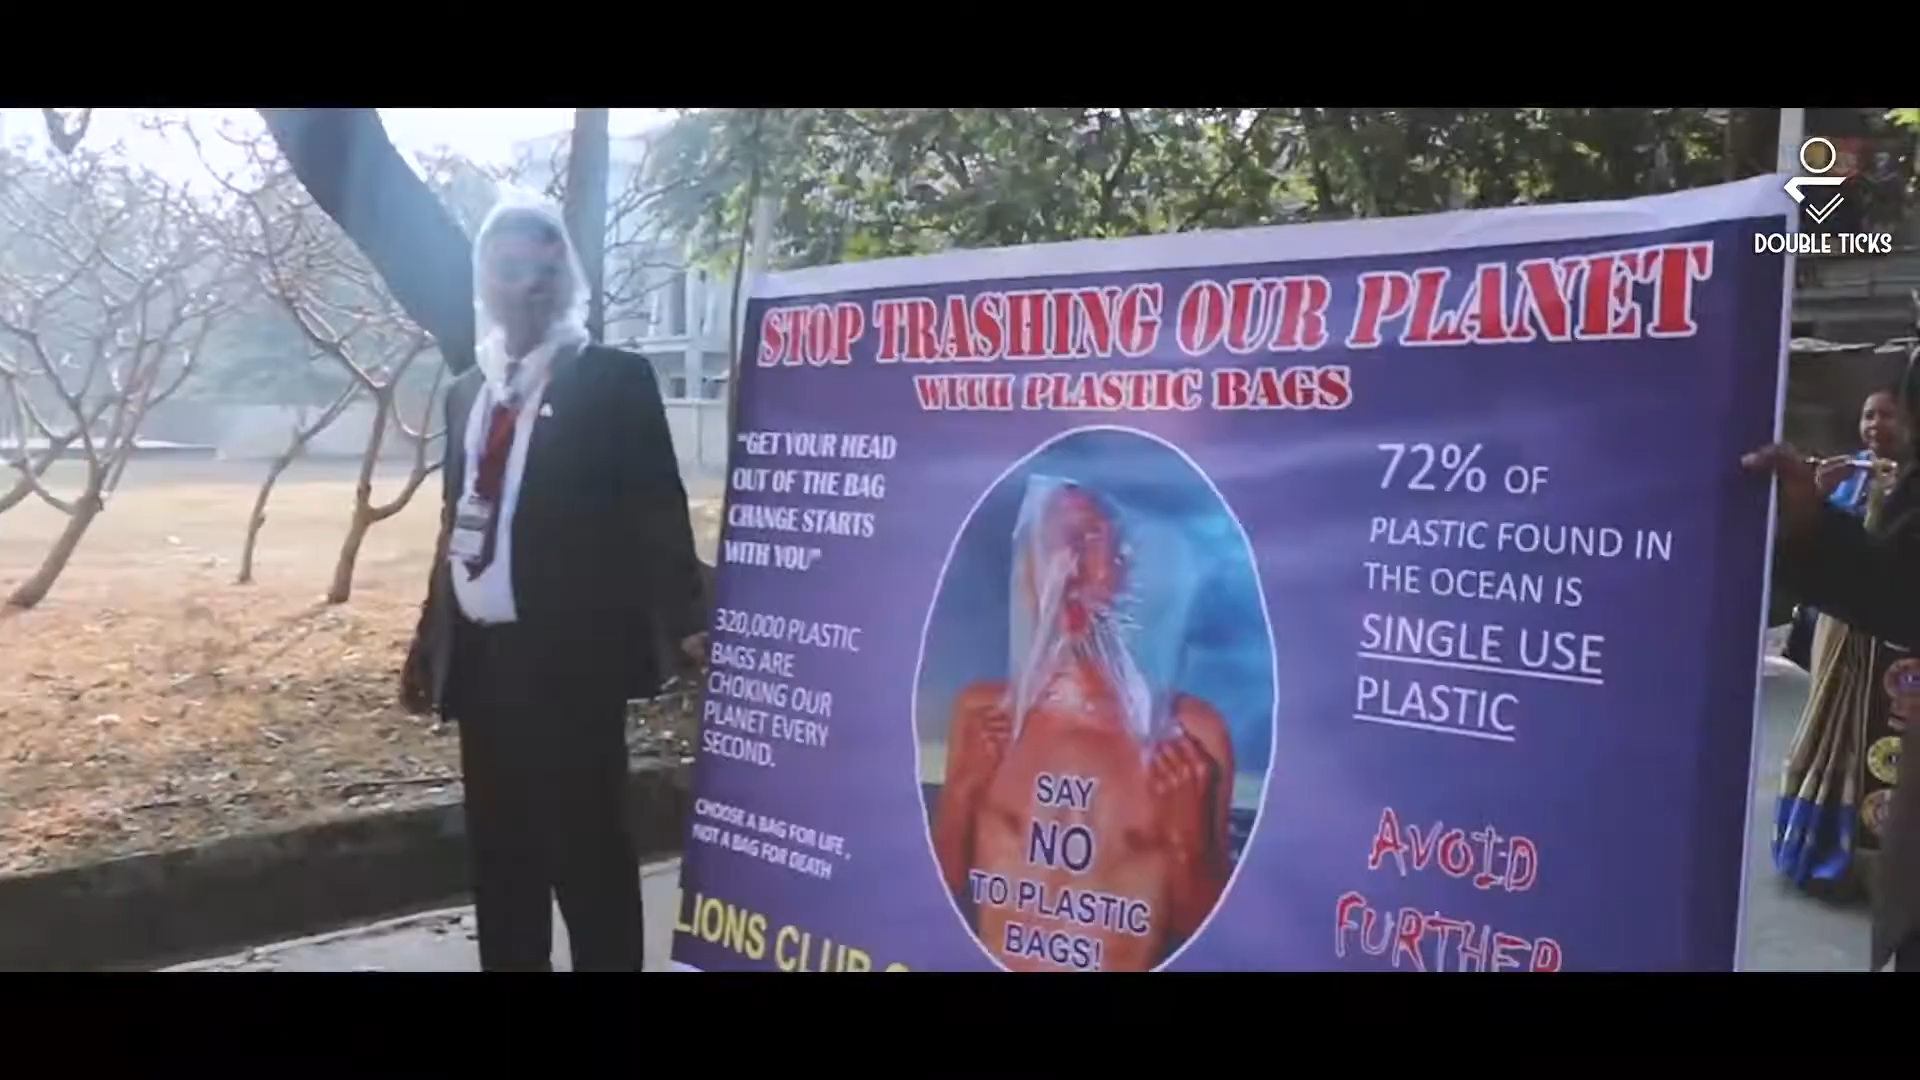 DOUBLE TICKS
STOP TRASHING OUR PLANET
WITH PLASTIC BAGS
"GET YOUR HEAD
OUT OF THE BAG
CHANGE STARTS
WITH YOU"
320,000 PLASTIC
BAGS ARE
CHOKING OUR
PLANET EVERY
SECOND.
CHOOSE A BAG FOR LIFE,
NOT A BAG FOR DEATH
LIONS CLUB
SAY
NO
TO PLASTIC
BAGS!
72% OF
PLASTIC FOUND IN
THE OCEAN IS
SINGLE USE
PLASTIC
AVOID
FURTHER